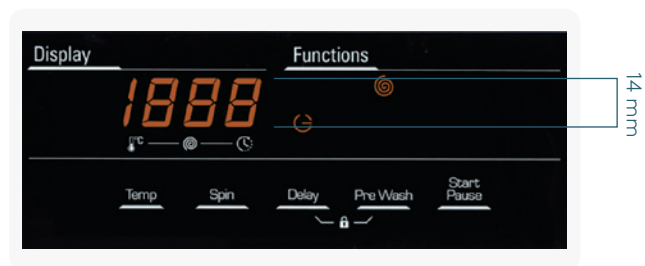 Display
Functions
1888
°C
14 mm
Temp
Spin
Delay
Pre Wash
Start
Pause